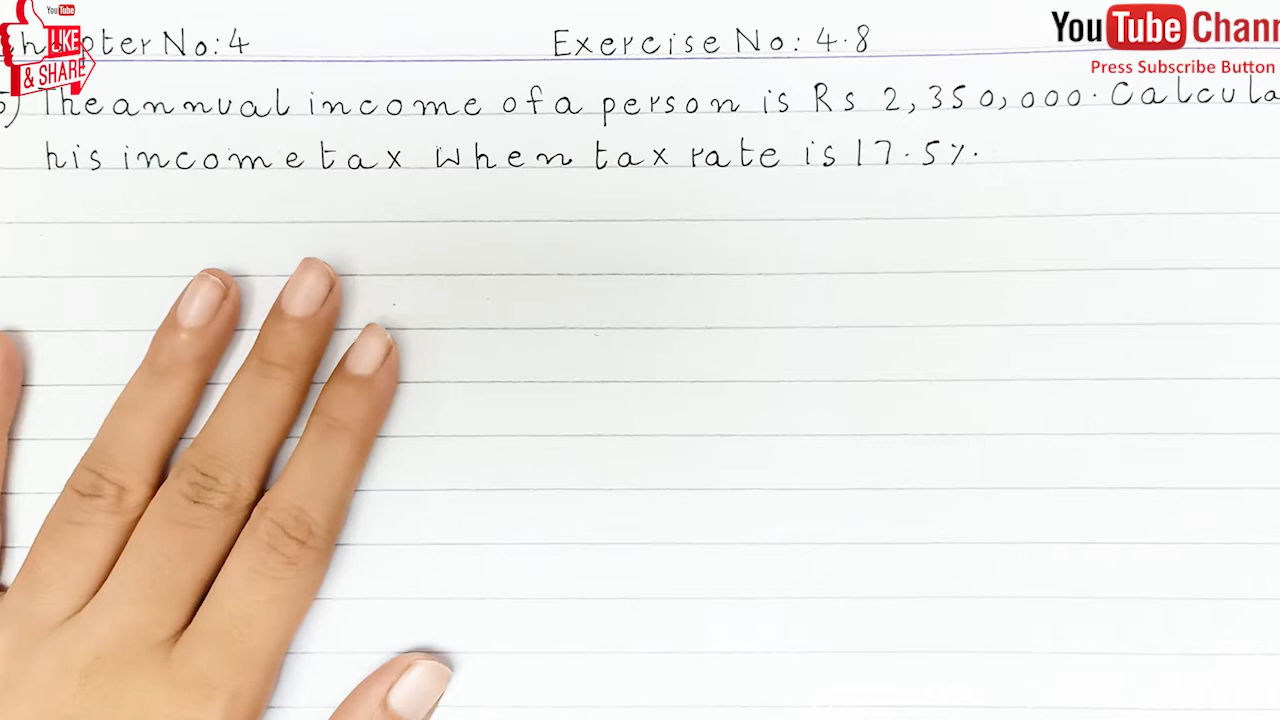 YouTube
LIKE
& SHARE
Chapter No:4
Exercise No: 4.8
YouTube Chann
Press Subscribe Button
The annual income of a person is Rs 2,350,000. Calcula
his income tax when tax rate is 17.5%.